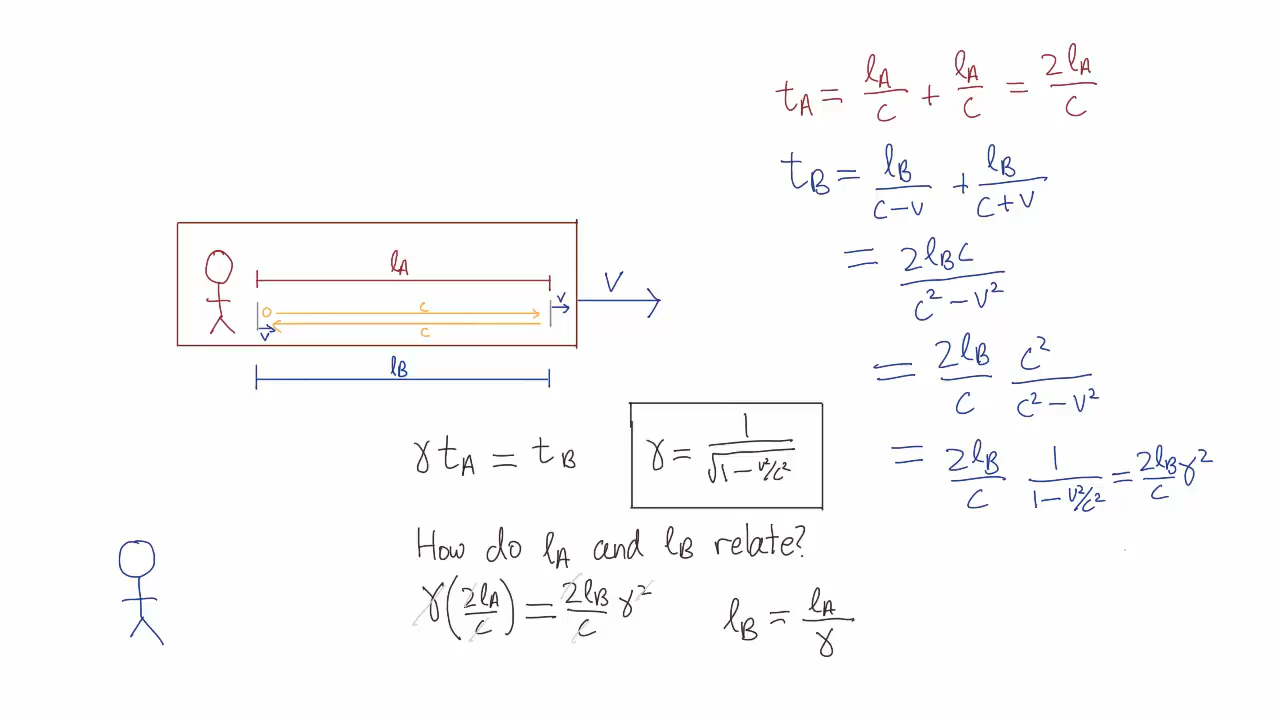 t_A = l_A/c + l_A/c = 2l_A/c
t_B = l_B/(c-v) + l_B/(c+v)
= 2l_Bc/(c²-v²)
= 2l_B/c c²/(c²-v²)
= 2l_B/c 1/(1-v²/c²) = 2l_B/c γ²
l_A
v
V
c
c
v
l_B
γt_A = t_B
γ = 1/√(1-v²/c²)
How do l_A and l_B relate?
γ(2l_A/c) = 2l_B/c γ²
l_B = l_A/γ